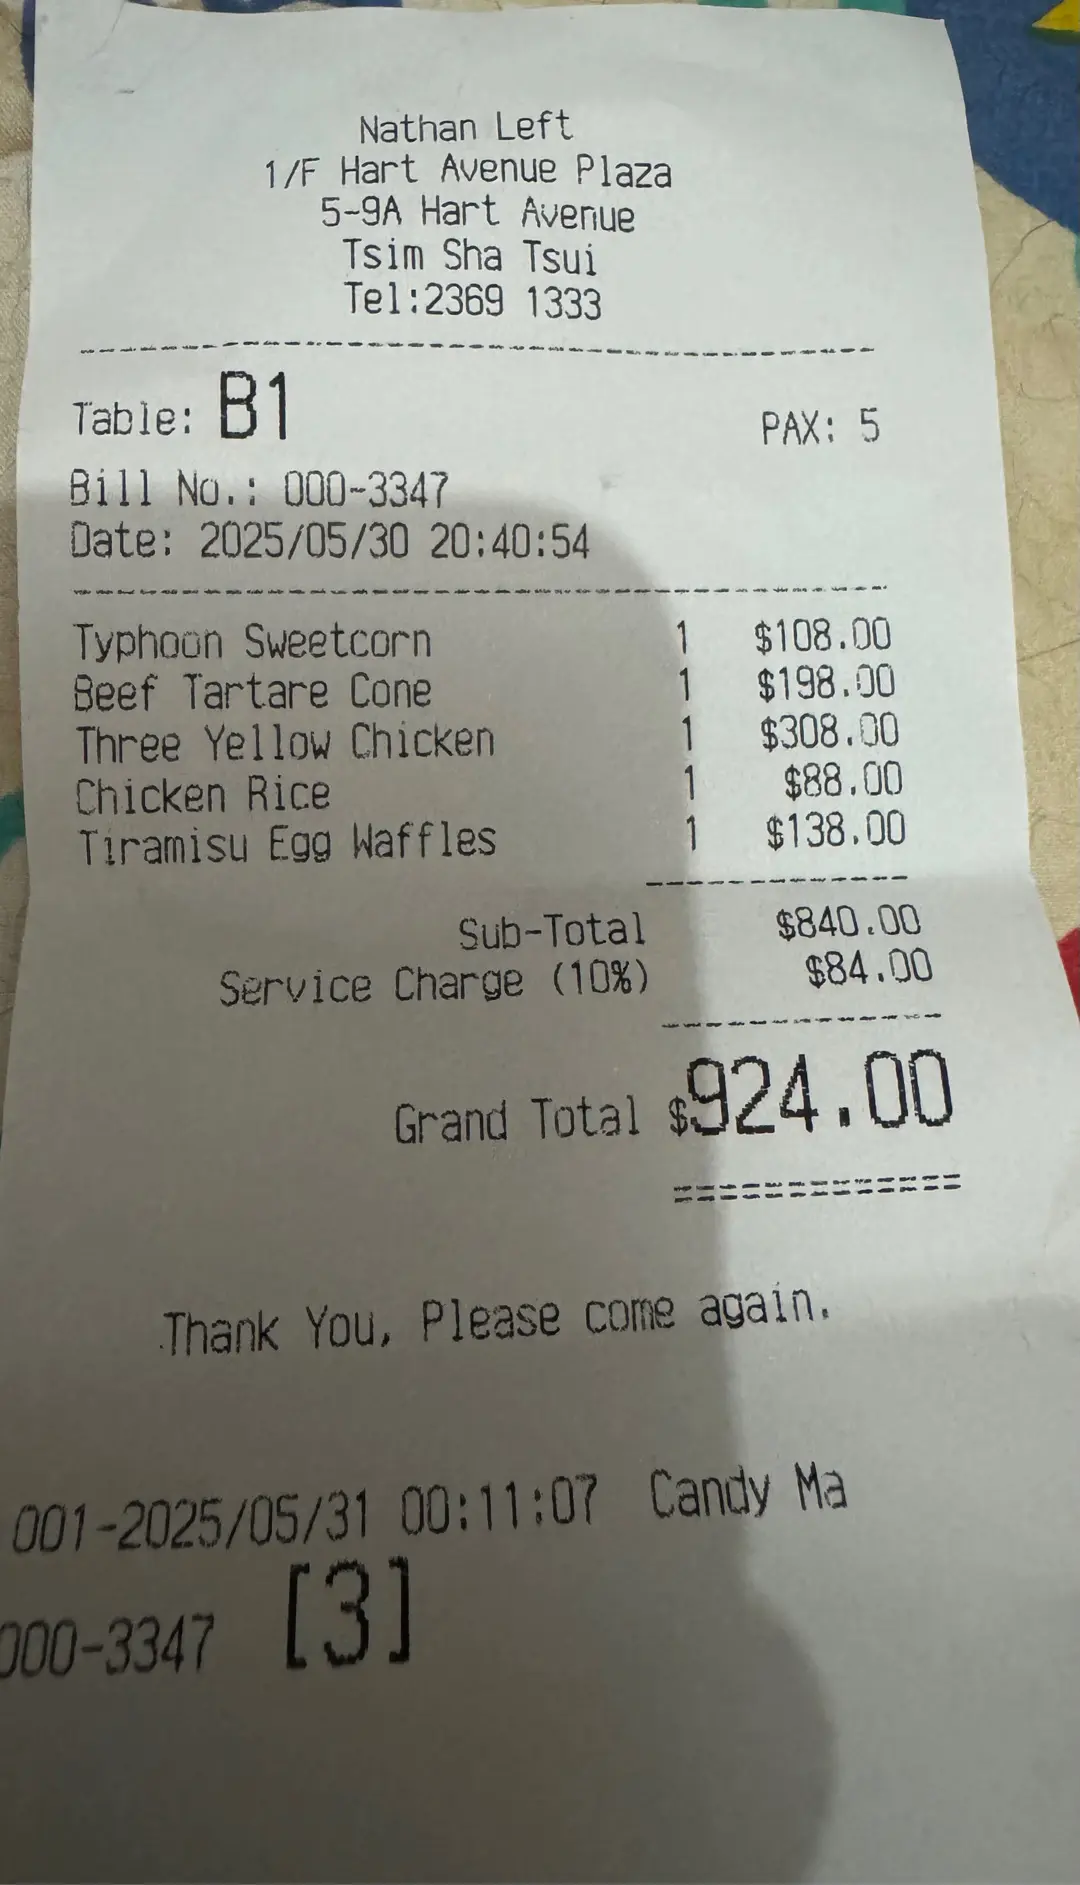 Nathan Left
1/F Hart Avenue Plaza
5-9A Hart Avenue
Tsim Sha Tsui
Tel:2369 1333
Table: B1 PAX: 5
Bill No.: 000-3347
Date: 2025/05/30 20:40:54
Typhoon Sweetcorn 1 $108.00
Beef Tartare Cone 1 $198.00
Three Yellow Chicken 1 $308.00
Chicken Rice 1 $88.00
Tiramisu Egg Waffles 1 $138.00
Sub-Total $840.00
Service Charge (10%) $84.00
Grand Total $924.00
Thank You, Please come again.
001-2025/05/31 00:11:07 Candy Ma
000-3347 [3]